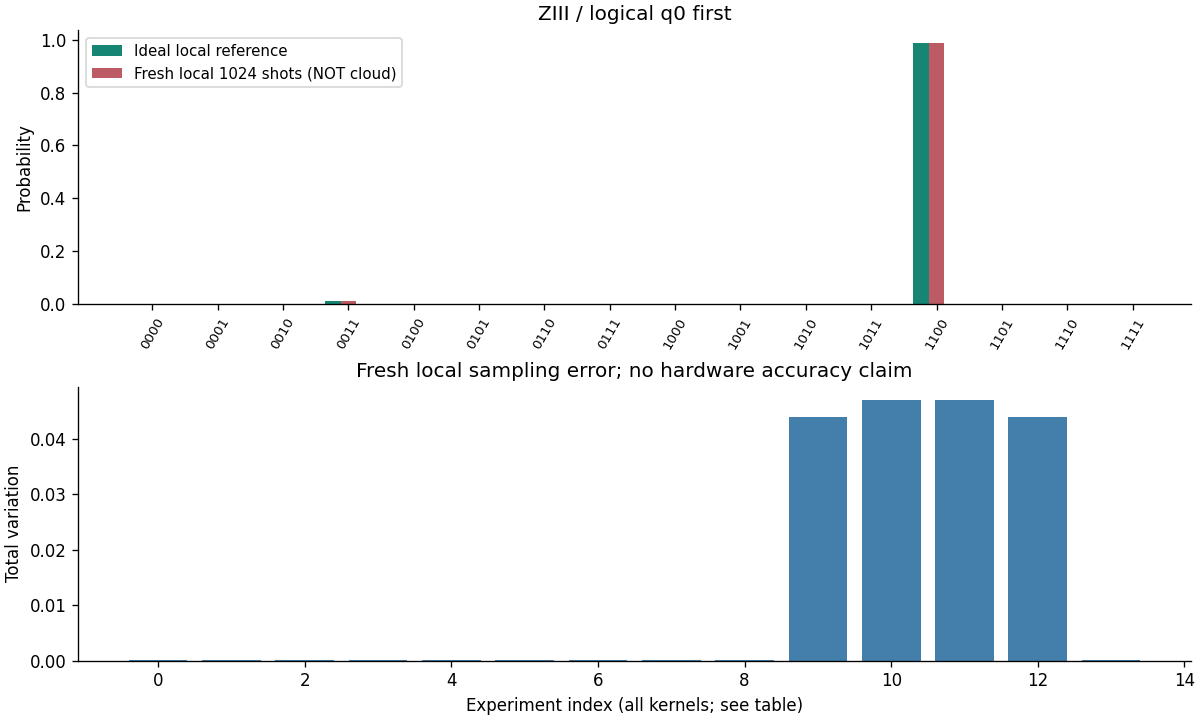 ZIII / logical q0 first
Ideal local reference
Fresh local 1024 shots (NOT cloud)
Probability
1.0
0.8
0.6
0.4
0.2
0.0
0000 0001 0010 0011 0100 0101 0110 0111 1000 1001 1010 1011 1100 1101 1110 1111
Fresh local sampling error; no hardware accuracy claim
Total variation
0.04
0.03
0.02
0.01
0.00
0 2 4 6 8 10 12 14
Experiment index (all kernels; see table)